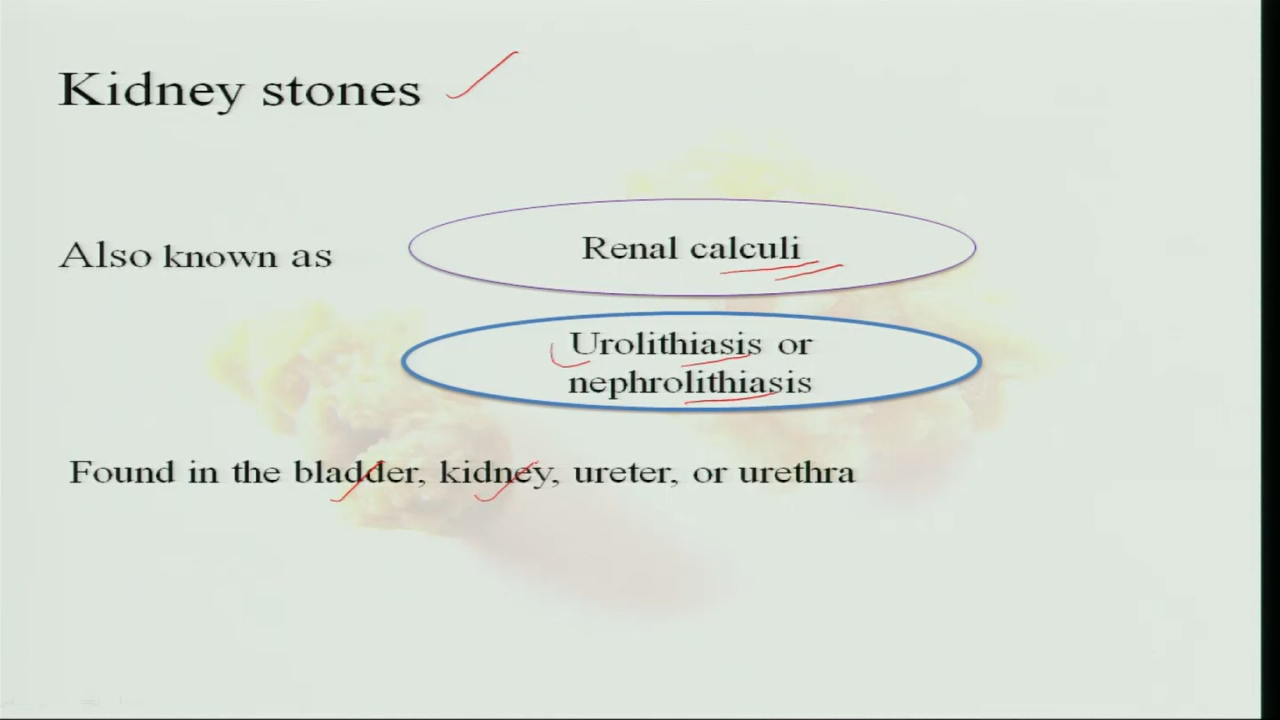 Kidney stones
Also known as
Renal calculi
Urolithiasis or
nephrolithiasis
Found in the bladder, kidney, ureter, or urethra